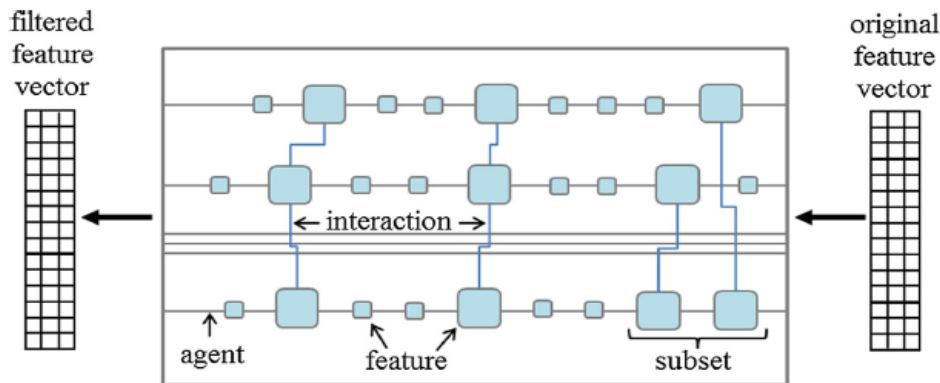 filtered
feature
vector
original
feature
vector
interaction
agent
feature
subset